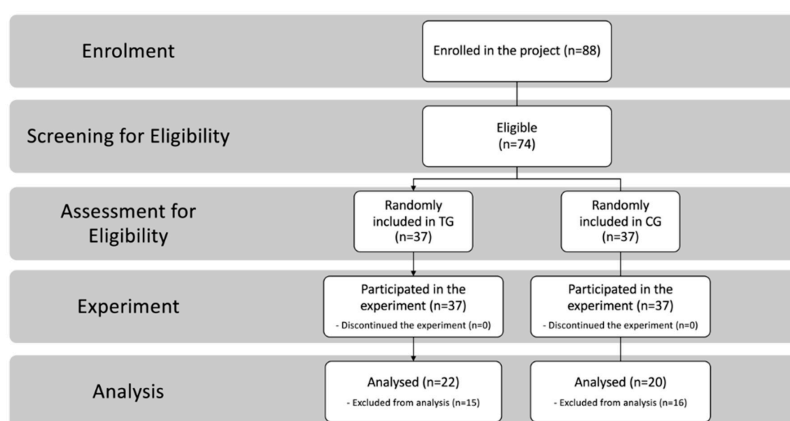 Enrolment
Enrolled in the project (n=88)
Screening for Eligibility
Eligible
(n=74)
Assessment for
Eligibility
Randomly
included in TG
(n=37)
Randomly
included in CG
(n=37)
Experiment
Participated in the
experiment (n=37)
- Discontinued the experiment (n=0)
Participated in the
experiment (n=37)
- Discontinued the experiment (n=0)
Analysis
Analysed (n=22)
- Excluded from analysis (n=15)
Analysed (n=20)
- Excluded from analysis (n=16)